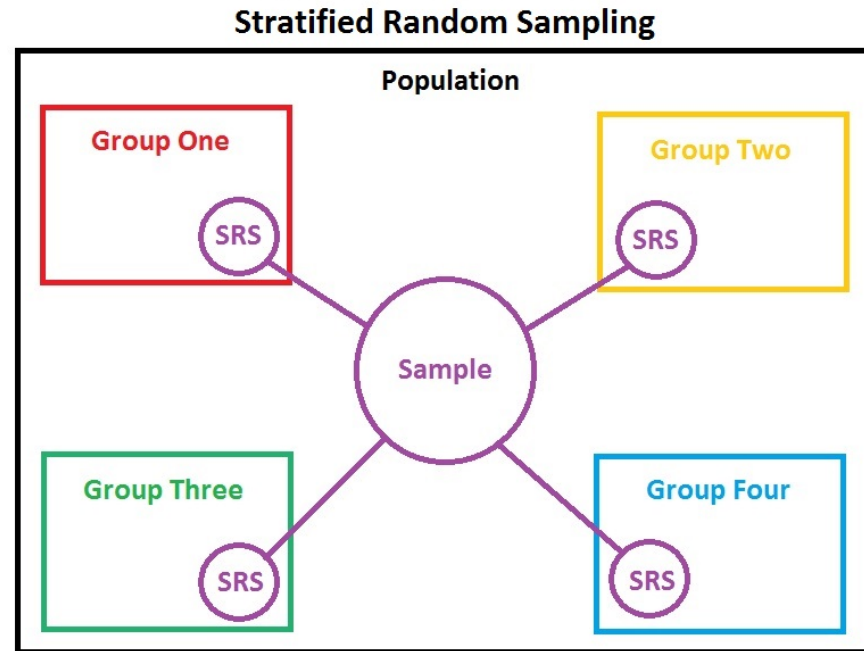 Stratified Random Sampling
Population
Group One
SRS
Group Two
SRS
Sample
Group Three
SRS
Group Four
SRS